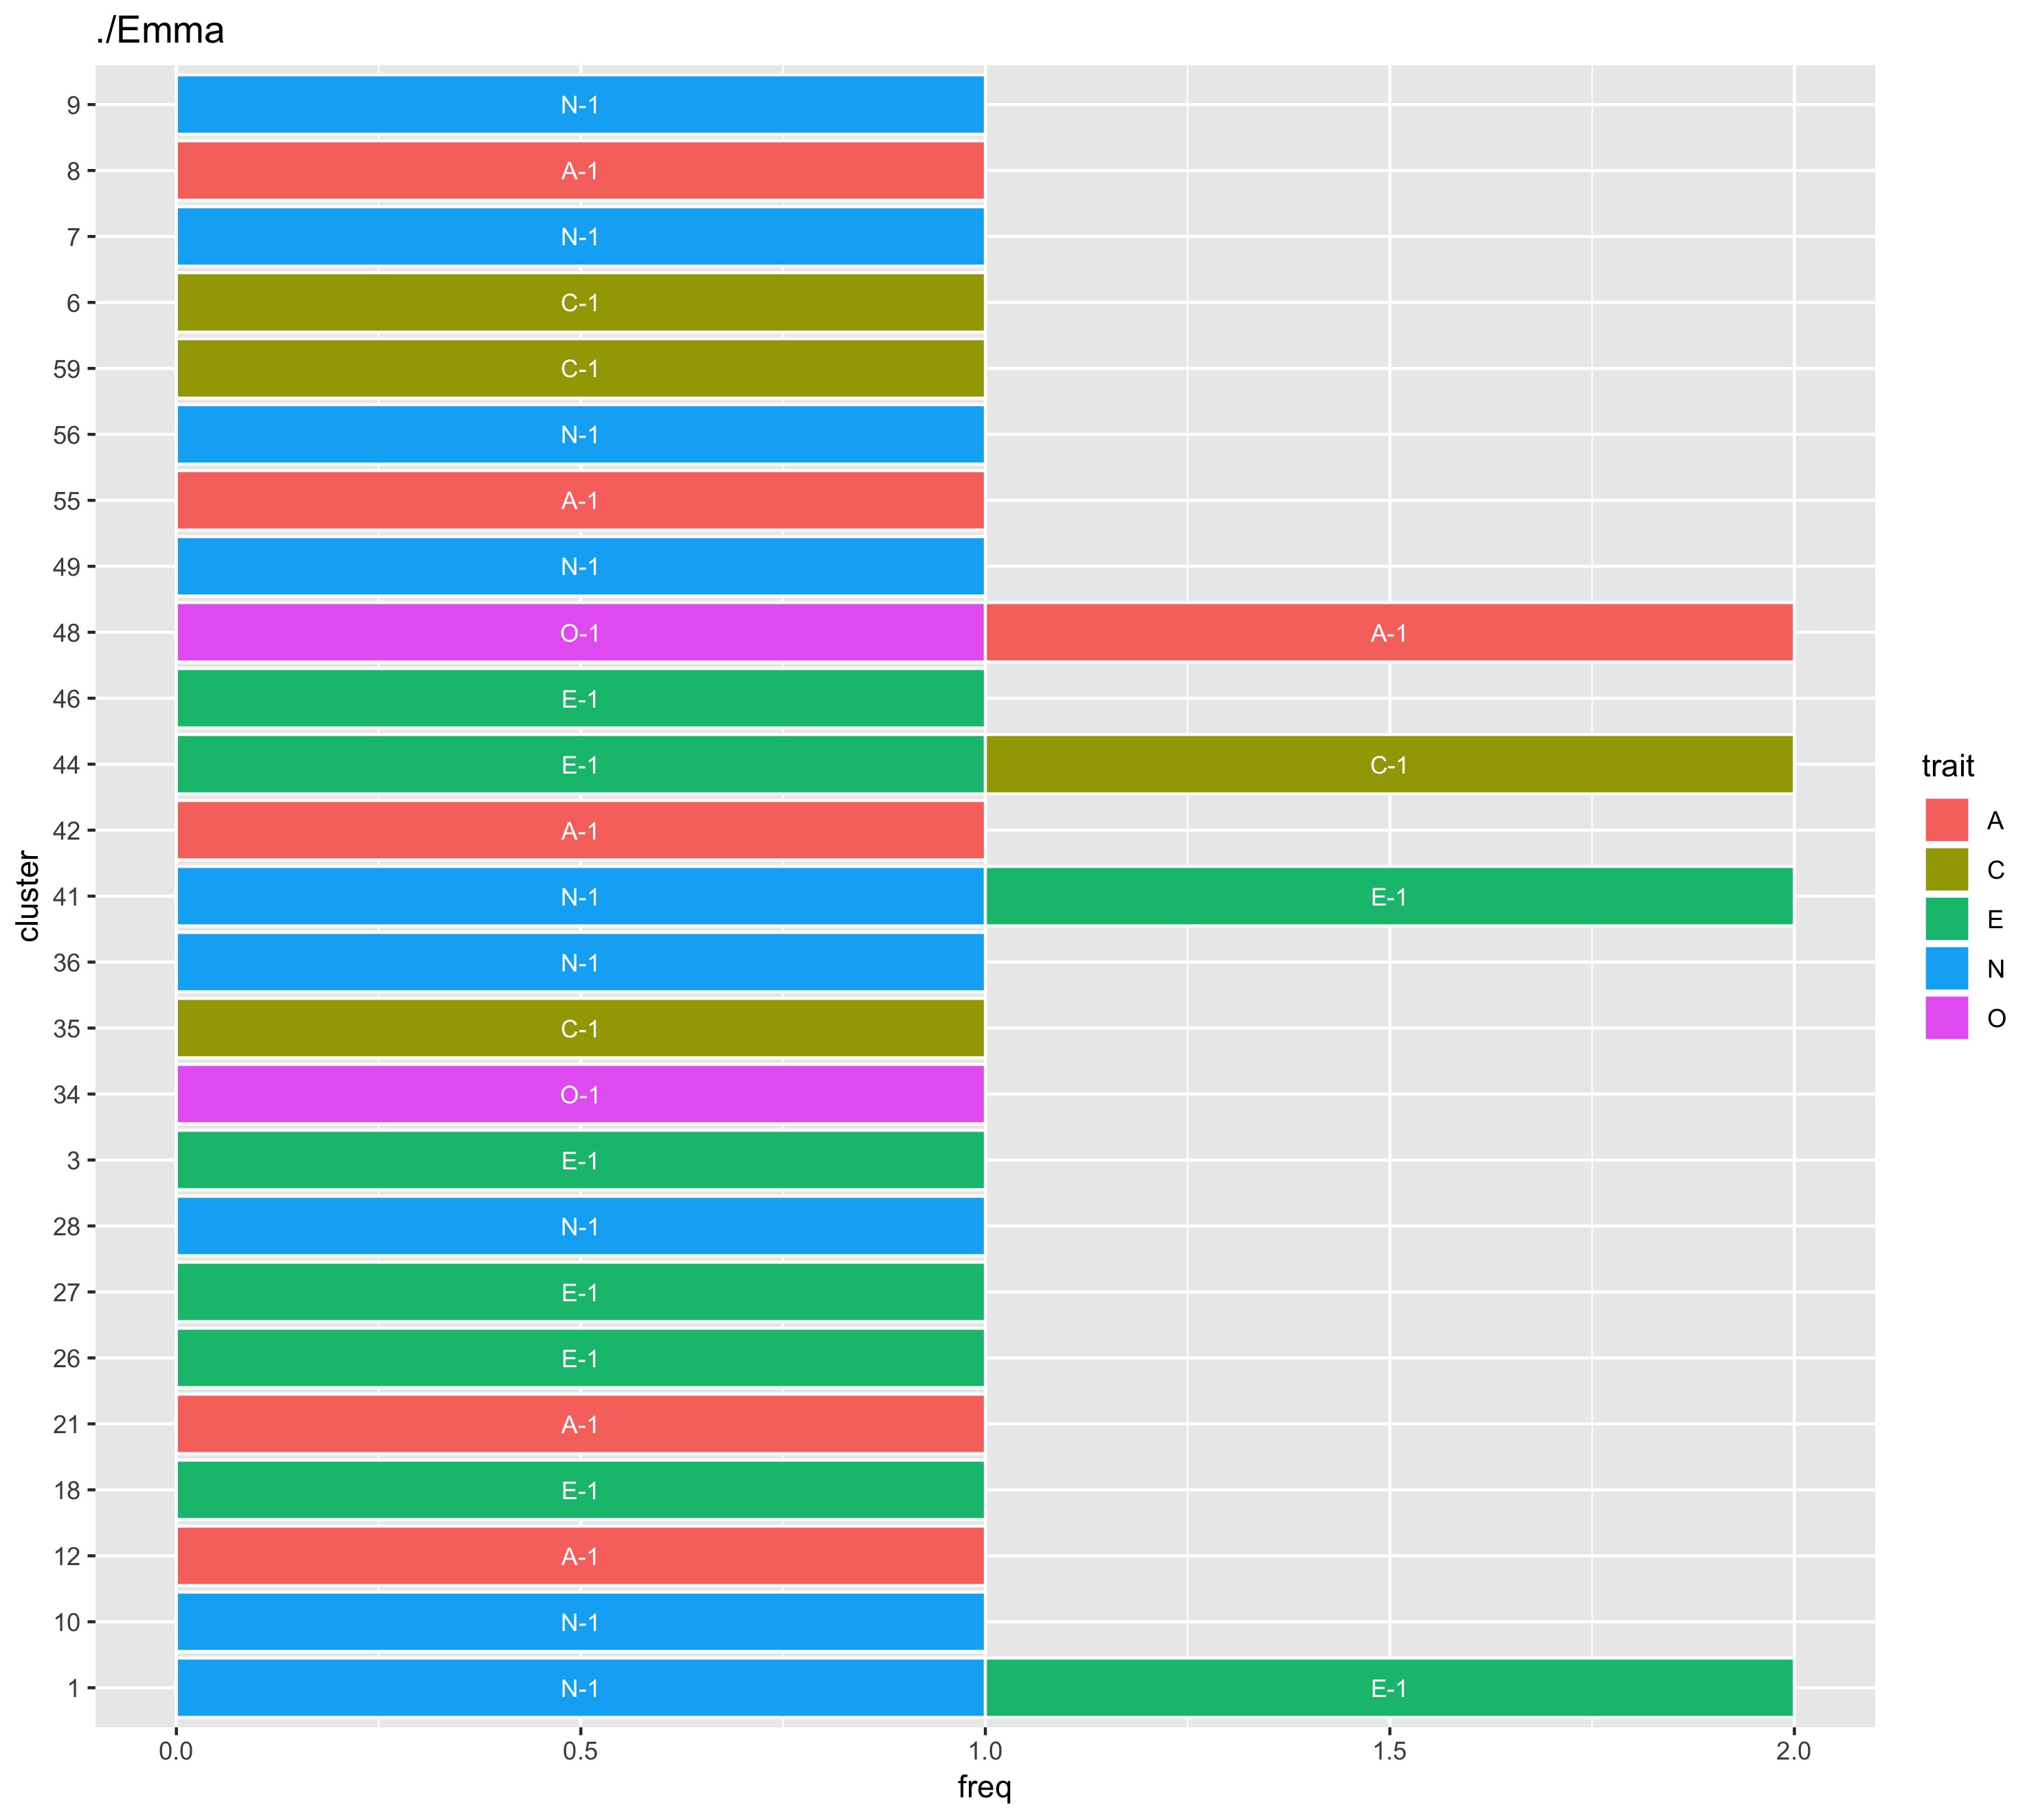 ./Emma
9 N-1
8 A-1
7 N-1
6 C-1
59 C-1
56 N-1
55 A-1
49 N-1
48 O-1 A-1
46 E-1
44 E-1 C-1
42 A-1
41 N-1 E-1
36 N-1
35 C-1
34 O-1
3 E-1
28 N-1
27 E-1
26 E-1
21 A-1
18 E-1
12 A-1
10 N-1
1 N-1 E-1
0.0 0.5 1.0 1.5 2.0
freq
cluster
trait
A
C
E
N
O